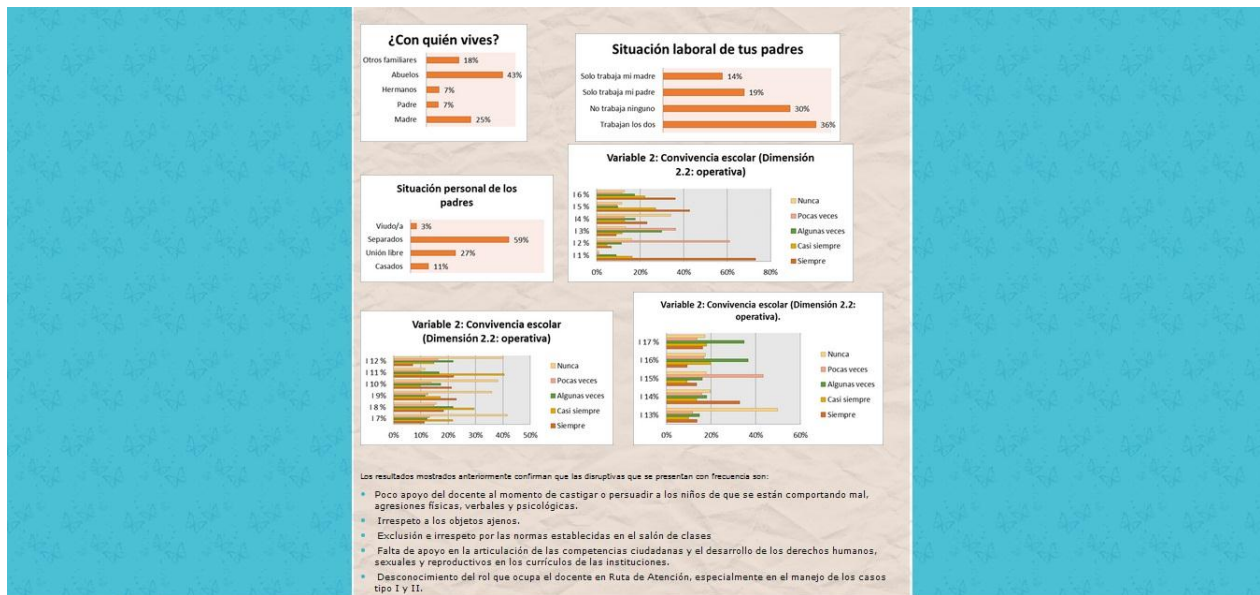 ¿Con quién vives?
Otros familiares 18%
Abuelos 43%
Hermanos 7%
Padre 7%
Madre 25%
Situación laboral de tus padres
Solo trabaja mi madre 14%
Solo trabaja mi padre 19%
No trabaja ninguno 30%
Trabajan los dos 36%
Situación personal de los
padres
Viudo/a 3%
Separados 59%
Unión libre 27%
Casados 11%
Variable 2: Convivencia escolar (Dimensión
2.2: operativa)
I 6 %
I 5 %
I4 %
I 3%
I 2 %
I 1 %
0% 20% 40% 60% 80%
Nunca
Pocas veces
Algunas veces
Casi siempre
Siempre
Variable 2: Convivencia escolar
(Dimensión 2.2: operativa)
I 12 %
I 11 %
I 10 %
I 9%
I 8 %
I 7%
0% 10% 20% 30% 40% 50%
Nunca
Pocas veces
Algunas veces
Casi siempre
Siempre
Variable 2: Convivencia escolar (Dimensión 2.2:
operativa).
I 17 %
I 16%
I 15%
I 14%
I 13%
0% 20% 40% 60%
Nunca
Pocas veces
Algunas veces
Casi siempre
Siempre
Los resultados mostrados anteriormente confirman que las disruptivas que se presentan con frecuencia son:
• Poco apoyo del docente al momento de castigar o persuadir a los niños de que se están comportando mal,
agresiones físicas, verbales y psicológicas.
• Irrespeto a los objetos ajenos.
• Exclusión e irrespeto por las normas establecidas en el salón de clases
• Falta de apoyo en la articulación de las competencias ciudadanas y el desarrollo de los derechos humanos,
sexuales y reproductivos en los currículos de las instituciones.
• Desconocimiento del rol que ocupa el docente en Ruta de Atención, especialmente en el manejo de los casos
tipo I y II.